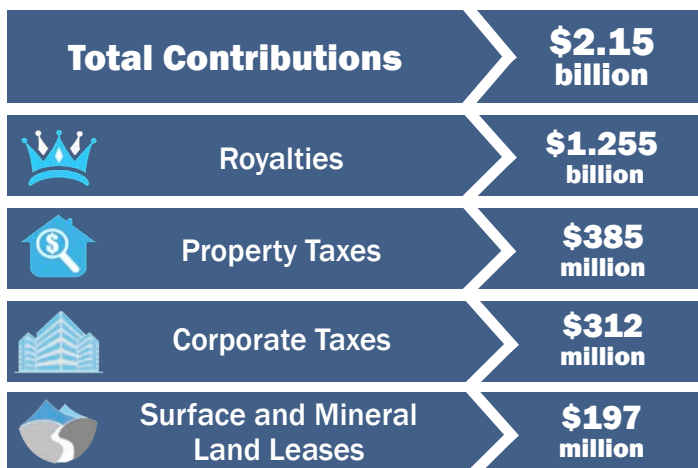 Total Contributions
$2.15
billion
Royalties
$1.255
billion
$
Property Taxes
$385
million
Corporate Taxes
$312
million
Surface and Mineral
Land Leases
$197
million